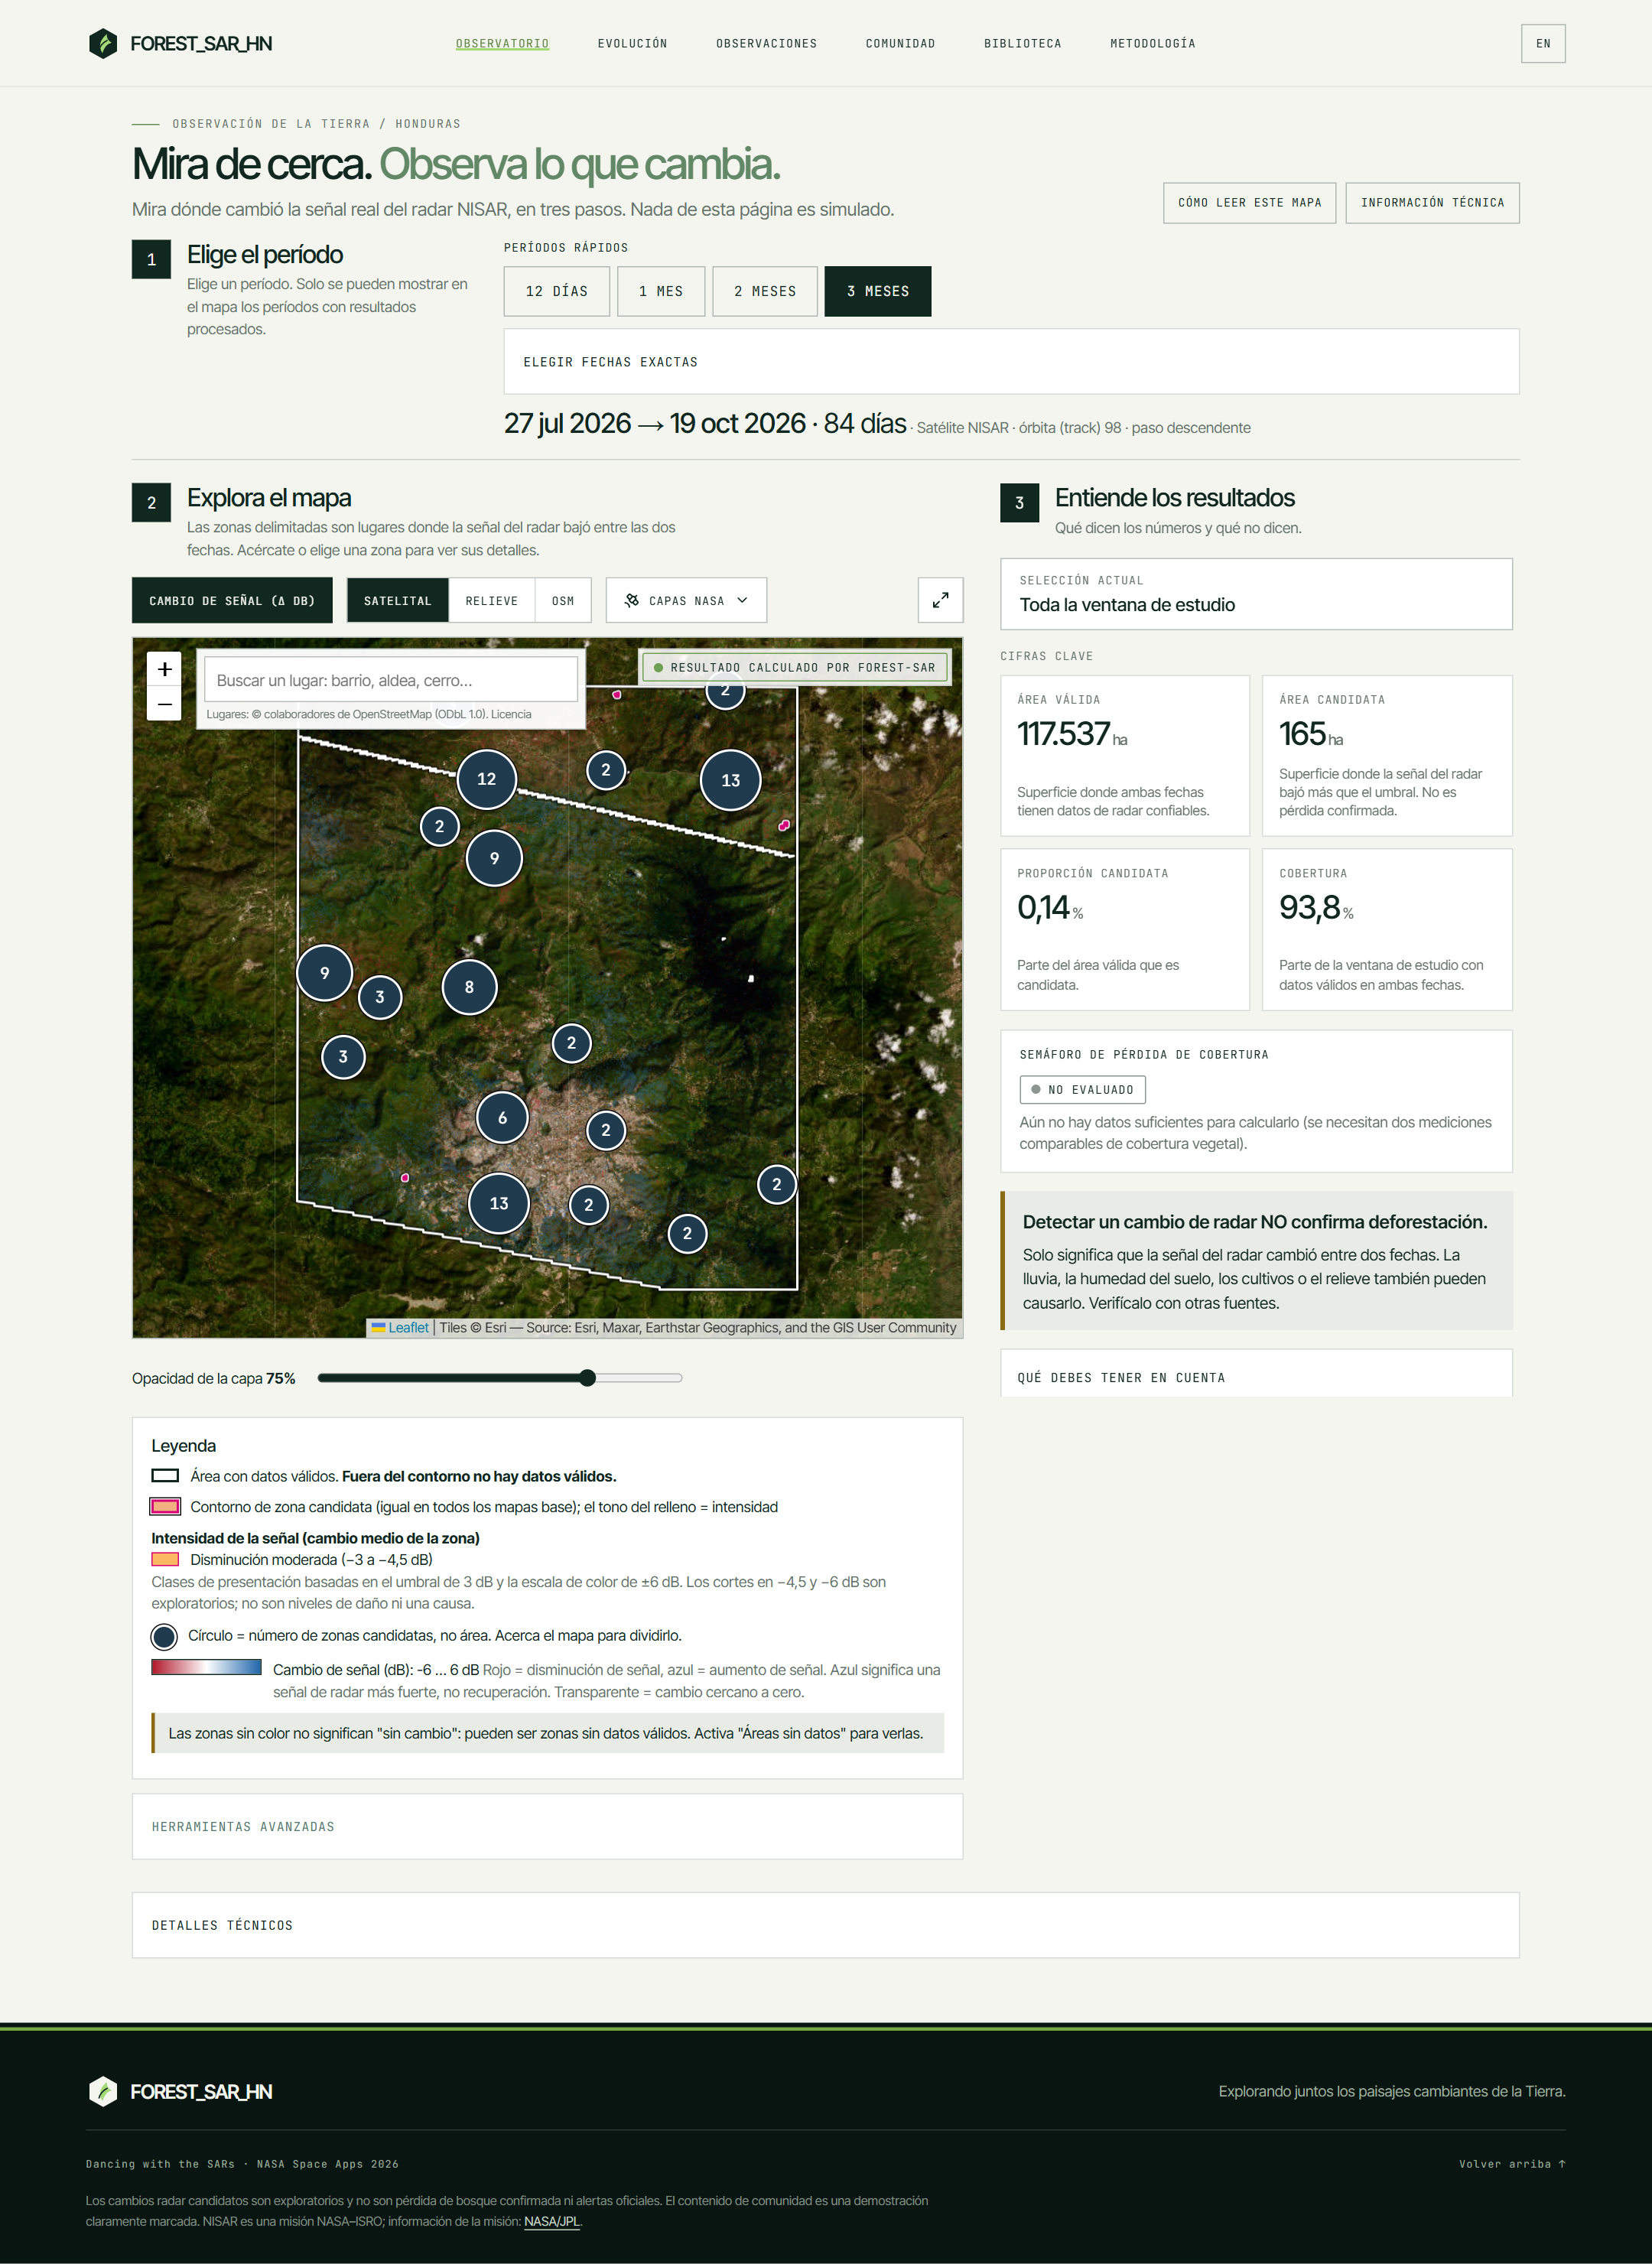 FOREST_SAR_HN
OBSERVATORIO
EVOLUCIÓN
OBSERVACIONES
COMUNIDAD
BIBLIOTECA
METODOLOGÍA
EN
OBSERVACIÓN DE LA TIERRA / HONDURAS
Mira de cerca. Observa lo que cambia.
Mira dónde cambió la señal real del radar NISAR, en tres pasos. Nada de esta página es simulado.
CÓMO LEER ESTE MAPA
INFORMACIÓN TÉCNICA
1
Elige el período
Elige un período. Solo se pueden mostrar en
el mapa los períodos con resultados
procesados.
PERÍODOS RÁPIDOS
12 DÍAS
1 MES
2 MESES
3 MESES
ELEGIR FECHAS EXACTAS
27 jul 2026 → 19 oct 2026 · 84 días · Satélite NISAR · órbita (track) 98 · paso descendente
2
Explora el mapa
Las zonas delimitadas son lugares donde la señal del radar bajó entre las dos
fechas. Acércate o elige una zona para ver sus detalles.
CAMBIO DE SEÑAL (Δ DB)
SATELITAL
RELIEVE
OSM
CAPAS NASA
+
−
Buscar un lugar: barrio, aldea, cerro...
Lugares: © colaboradores de OpenStreetMap (ODbL 1.0). Licencia
RESULTADO CALCULADO POR FOREST-SAR
2
12
2
13
2
9
9
3
8
3
2
6
2
2
13
2
2
Leaflet | Tiles © Esri — Source: Esri, Maxar, Earthstar Geographics, and the GIS User Community
Opacidad de la capa 75%
Leyenda
Área con datos válidos. Fuera del contorno no hay datos válidos.
Contorno de zona candidata (igual en todos los mapas base); el tono del relleno = intensidad
Intensidad de la señal (cambio medio de la zona)
Disminución moderada (−3 a −4,5 dB)
Clases de presentación basadas en el umbral de 3 dB y la escala de color de ±6 dB. Los cortes en −4,5 y −6 dB son
exploratorios; no son niveles de daño ni una causa.
Círculo = número de zonas candidatas, no área. Acerca el mapa para dividirlo.
Cambio de señal (dB): -6 … 6 dB Rojo = disminución de señal, azul = aumento de señal. Azul significa una
señal de radar más fuerte, no recuperación. Transparente = cambio cercano a cero.
Las zonas sin color no significan "sin cambio": pueden ser zonas sin datos válidos. Activa "Áreas sin datos" para verlas.
HERRAMIENTAS AVANZADAS
3
Entiende los resultados
Qué dicen los números y qué no dicen.
SELECCIÓN ACTUAL
Toda la ventana de estudio
CIFRAS CLAVE
ÁREA VÁLIDA
117.537 ha
Superficie donde ambas fechas
tienen datos de radar confiables.
ÁREA CANDIDATA
165 ha
Superficie donde la señal del radar
bajó más que el umbral. No es
pérdida confirmada.
PROPORCIÓN CANDIDATA
0,14 %
Parte del área válida que es
candidata.
COBERTURA
93,8 %
Parte de la ventana de estudio con
datos válidos en ambas fechas.
SEMÁFORO DE PÉRDIDA DE COBERTURA
NO EVALUADO
Aún no hay datos suficientes para calcularlo (se necesitan dos mediciones
comparables de cobertura vegetal).
Detectar un cambio de radar NO confirma deforestación.
Solo significa que la señal del radar cambió entre dos fechas. La
lluvia, la humedad del suelo, los cultivos o el relieve también pueden
causarlo. Verifícalo con otras fuentes.
QUÉ DEBES TENER EN CUENTA
DETALLES TÉCNICOS
FOREST_SAR_HN
Explorando juntos los paisajes cambiantes de la Tierra.
Dancing with the SARs · NASA Space Apps 2026
Volver arriba ↑
Los cambios radar candidatos son exploratorios y no son pérdida de bosque confirmada ni alertas oficiales. El contenido de comunidad es una demostración
claramente marcada. NISAR es una misión NASA–ISRO; información de la misión: NASA/JPL.